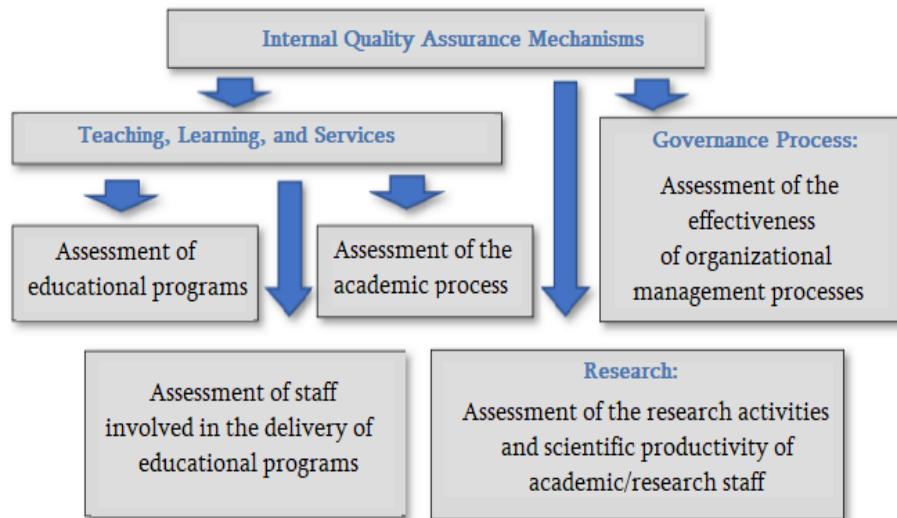 Internal Quality Assurance Mechanisms
Teaching, Learning, and Services
Governance Process:
Assessment of the
effectiveness
of organizational
management processes
Assessment of
educational programs
Assessment of the
academic process
Assessment of staff
involved in the delivery of
educational programs
Research:
Assessment of the research activities
and scientific productivity of
academic/research staff